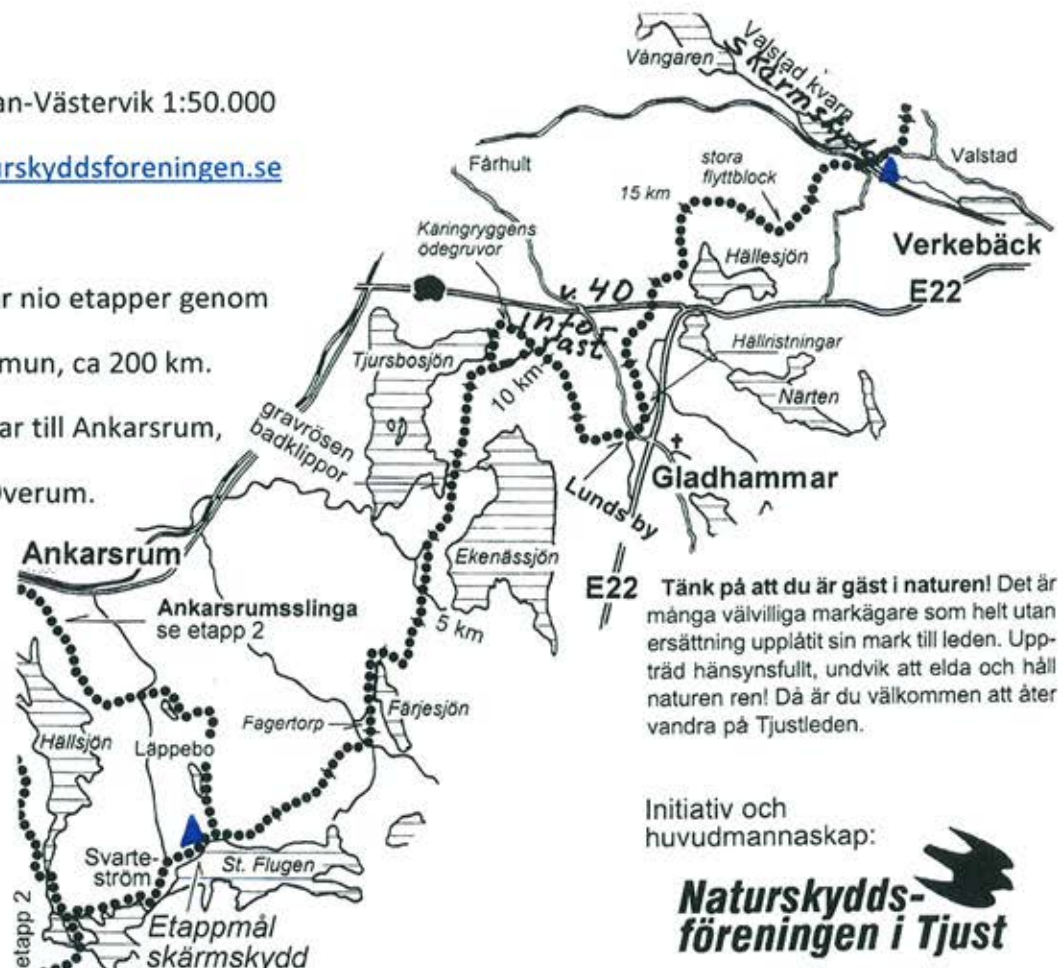 an-Västervik 1:50.000
urskyddsforeningen.se
r nio etapper genom
mun, ca 200 km.
ar till Ankarsrum,
Överum.
Vångaren
Valstad kvarn
skärmskydd
Valstad
Fårhult
stora
flyttblock
15 km
Käringryggens
ödegruvor
Hällesjön
Verkebäck
E22
v. 40
infor
rast
Tjursbosjön
10 km
Hällristningar
Närten
gravrösen
badklippor
Gladhammar
Lunds by
Ekenässjön
Ankarsrum
Ankarsrumsslinga
se etapp 2
5 km
E22
Tänk på att du är gäst i naturen! Det är
många välvilliga markägare som helt utan
ersättning upplåtit sin mark till leden. Upp-
träd hänsynsfullt, undvik att elda och håll
naturen ren! Då är du välkommen att åter
vandra på Tjustleden.
Fagertorp
Färjesjön
Hällsjön
Läppebo
Svarte-
ström
St. Flugen
Etappmål
skärmskydd
etapp 2
Initiativ och
huvudmannaskap:
Naturskydds-
föreningen i Tjust